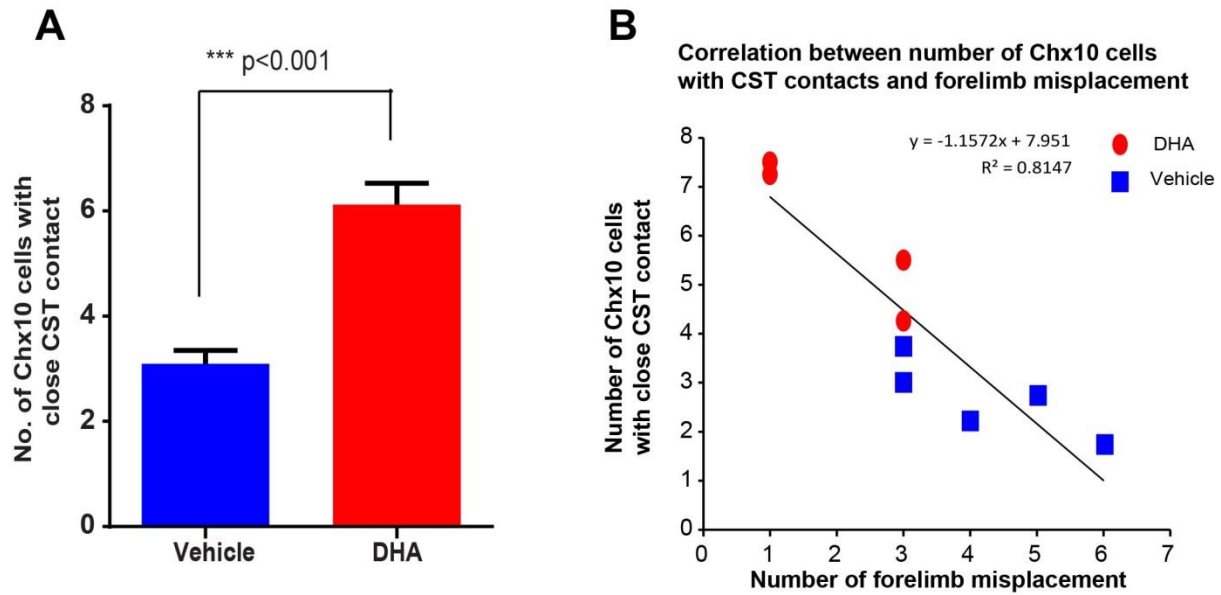 A
*** p<0.001
8
6
4
2
0
No. of Chx10 cells with
close CST contact
Vehicle
DHA
B
Correlation between number of Chx10 cells
with CST contacts and forelimb misplacement
y = -1.1572x + 7.951
R² = 0.8147
DHA
Vehicle
8
7
6
5
4
3
2
1
0
Number of Chx10 cells
with close CST contact
0 1 2 3 4 5 6 7
Number of forelimb misplacement